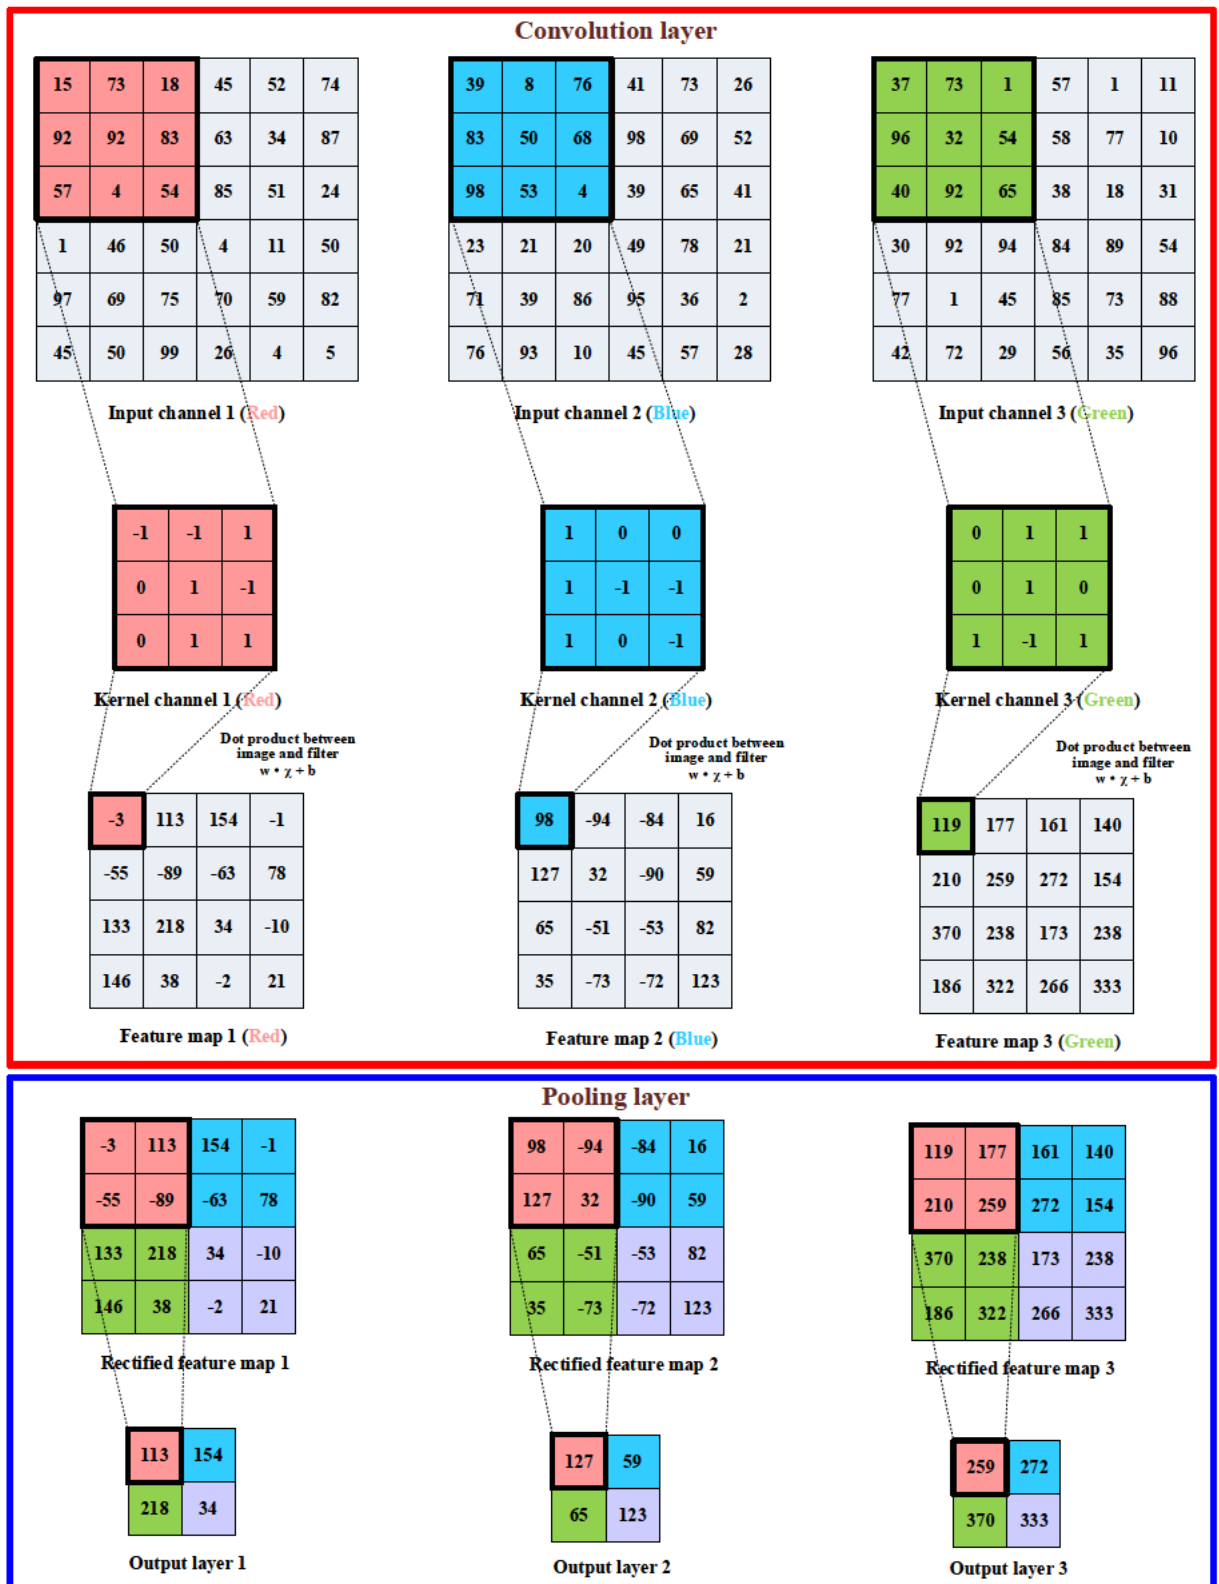 Convolution layer
15 73 18 45 52 74
92 92 83 63 34 87
57 4 54 85 51 24
1 46 50 4 11 50
97 69 75 70 59 82
45 50 99 26 4 5
Input channel 1 (Red)
39 8 76 41 73 26
83 50 68 98 69 52
98 53 4 39 65 41
23 21 20 49 78 21
71 39 86 95 36 2
76 93 10 45 57 28
Input channel 2 (Blue)
37 73 1 57 1 11
96 32 54 58 77 10
40 92 65 38 18 31
30 92 94 84 89 54
77 1 45 85 73 88
42 72 29 56 35 96
Input channel 3 (Green)
-1 -1 1
0 1 -1
0 1 1
Kernel channel 1 (Red)
1 0 0
1 -1 -1
1 0 -1
Kernel channel 2 (Blue)
0 1 1
0 1 0
1 -1 1
Kernel channel 3 (Green)
Dot product between
image and filter
w • χ + b
Dot product between
image and filter
w • χ + b
Dot product between
image and filter
w • χ + b
-3 113 154 -1
-55 -89 -63 78
133 218 34 -10
146 38 -2 21
Feature map 1 (Red)
98 -94 -84 16
127 32 -90 59
65 -51 -53 82
35 -73 -72 123
Feature map 2 (Blue)
119 177 161 140
210 259 272 154
370 238 173 238
186 322 266 333
Feature map 3 (Green)
Pooling layer
-3 113 154 -1
-55 -89 -63 78
133 218 34 -10
146 38 -2 21
Rectified feature map 1
98 -94 -84 16
127 32 -90 59
65 -51 -53 82
35 -73 -72 123
Rectified feature map 2
119 177 161 140
210 259 272 154
370 238 173 238
186 322 266 333
Rectified feature map 3
113 154
218 34
Output layer 1
127 59
65 123
Output layer 2
259 272
370 333
Output layer 3